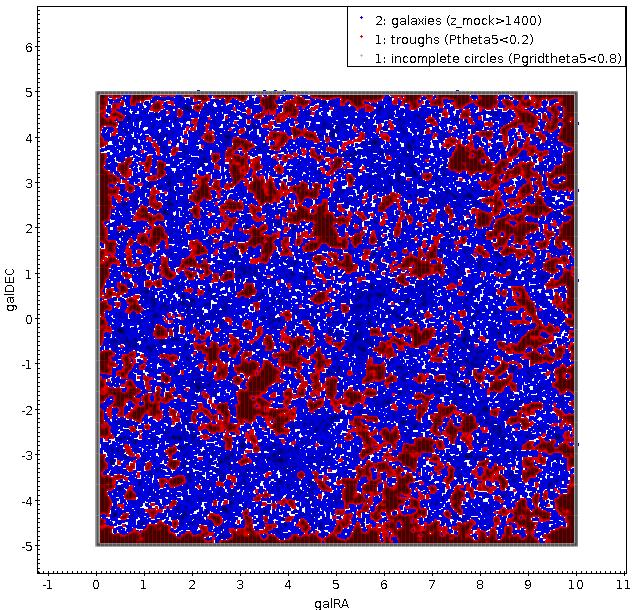 2: galaxies (z_mock>1400)
1: troughs (Ptheta5<0.2)
1: incomplete circles (Pgridtheta5<0.8)
6
5
4
3
2
1
0
-1
-2
-3
-4
-5
galDEC
-1 0 1 2 3 4 5 6 7 8 9 10 11
galRA